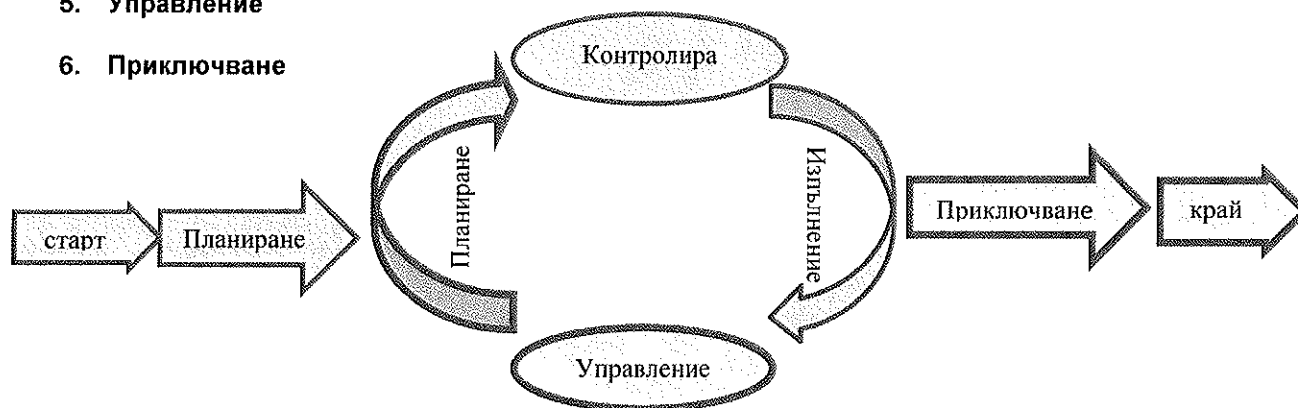 5. Управление
6. Приключване
Контролира
Планиране
Изпълнение
старт
Планиране
Приключване
край
Управление